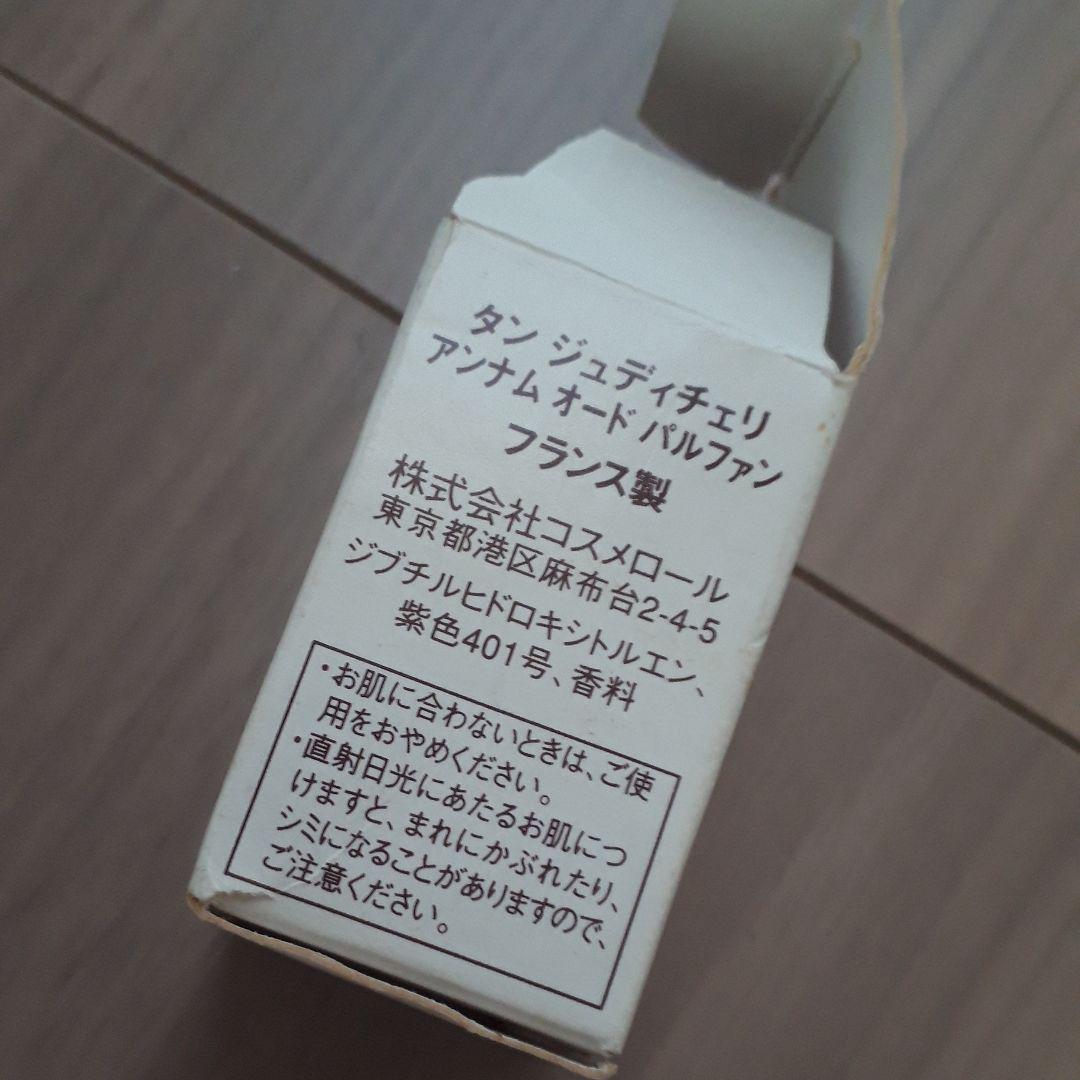 タン ジュディチェリ
アンナム オード パルファン
フランス製
株式会社コスメロール
東京都港区麻布台2-4-5
ジブチルヒドロキシトルエン、
紫色401号、香料
・お肌に合わないときは、ご使
用をおやめください。
・直射日光にあたるお肌につ
けますと、まれにかぶれたり、
シミになることがありますので、
ご注意ください。